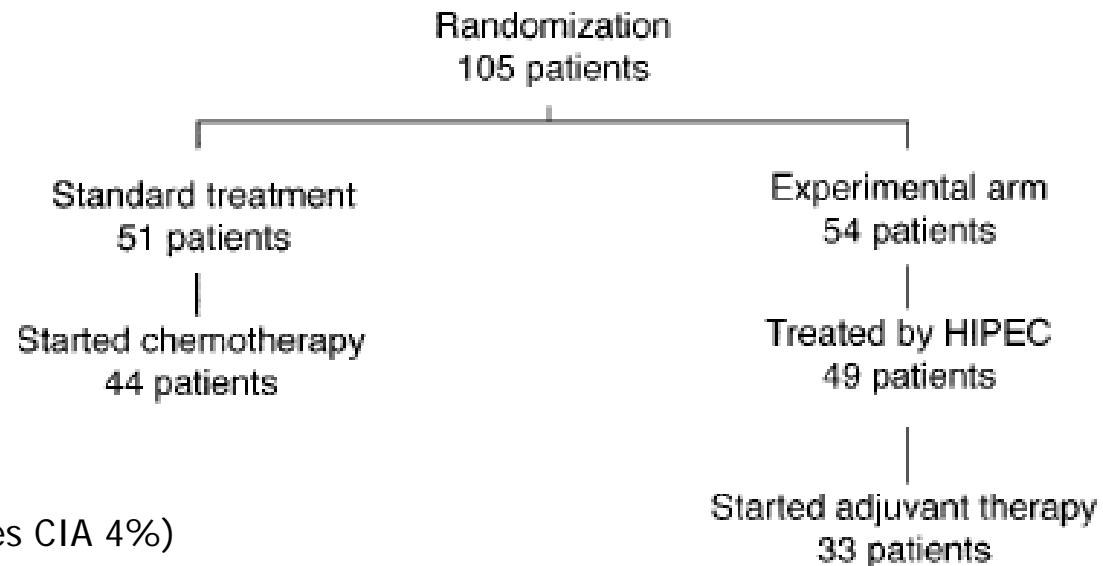 Randomization
105 patients
Standard treatment
51 patients
Experimental arm
54 patients
Started chemotherapy
44 patients
Treated by HIPEC
49 patients
Started adjuvant therapy
33 patients
es CIA 4%)